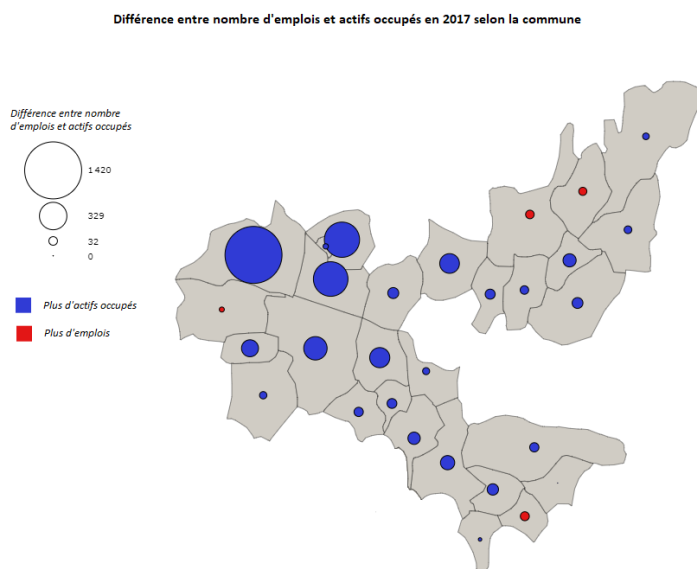 Différence entre nombre d'emplois et actifs occupés en 2017 selon la commune
Différence entre nombre
d'emplois et actifs occupés
1 420
329
32
0
Plus d'actifs occupés
Plus d'emplois